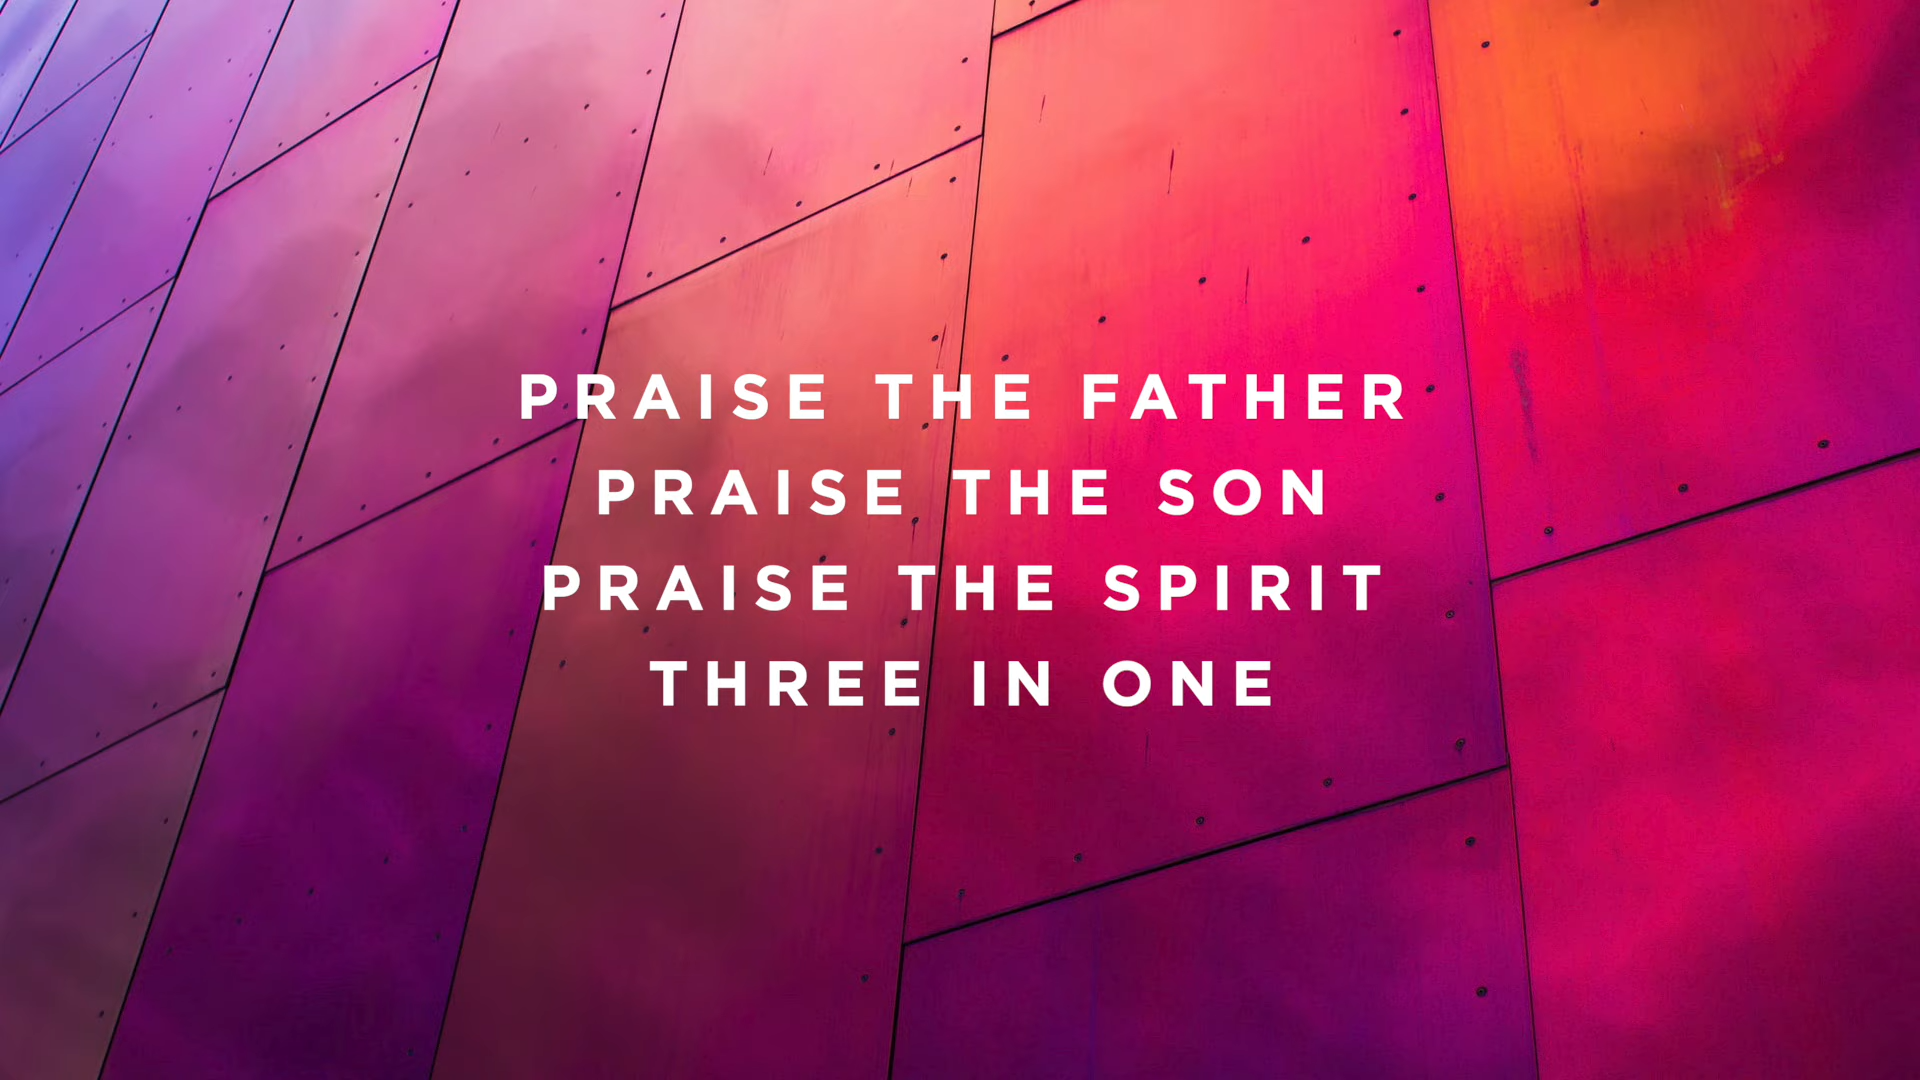 PRAISE THE FATHER
PRAISE THE SON
PRAISE THE SPIRIT
THREE IN ONE